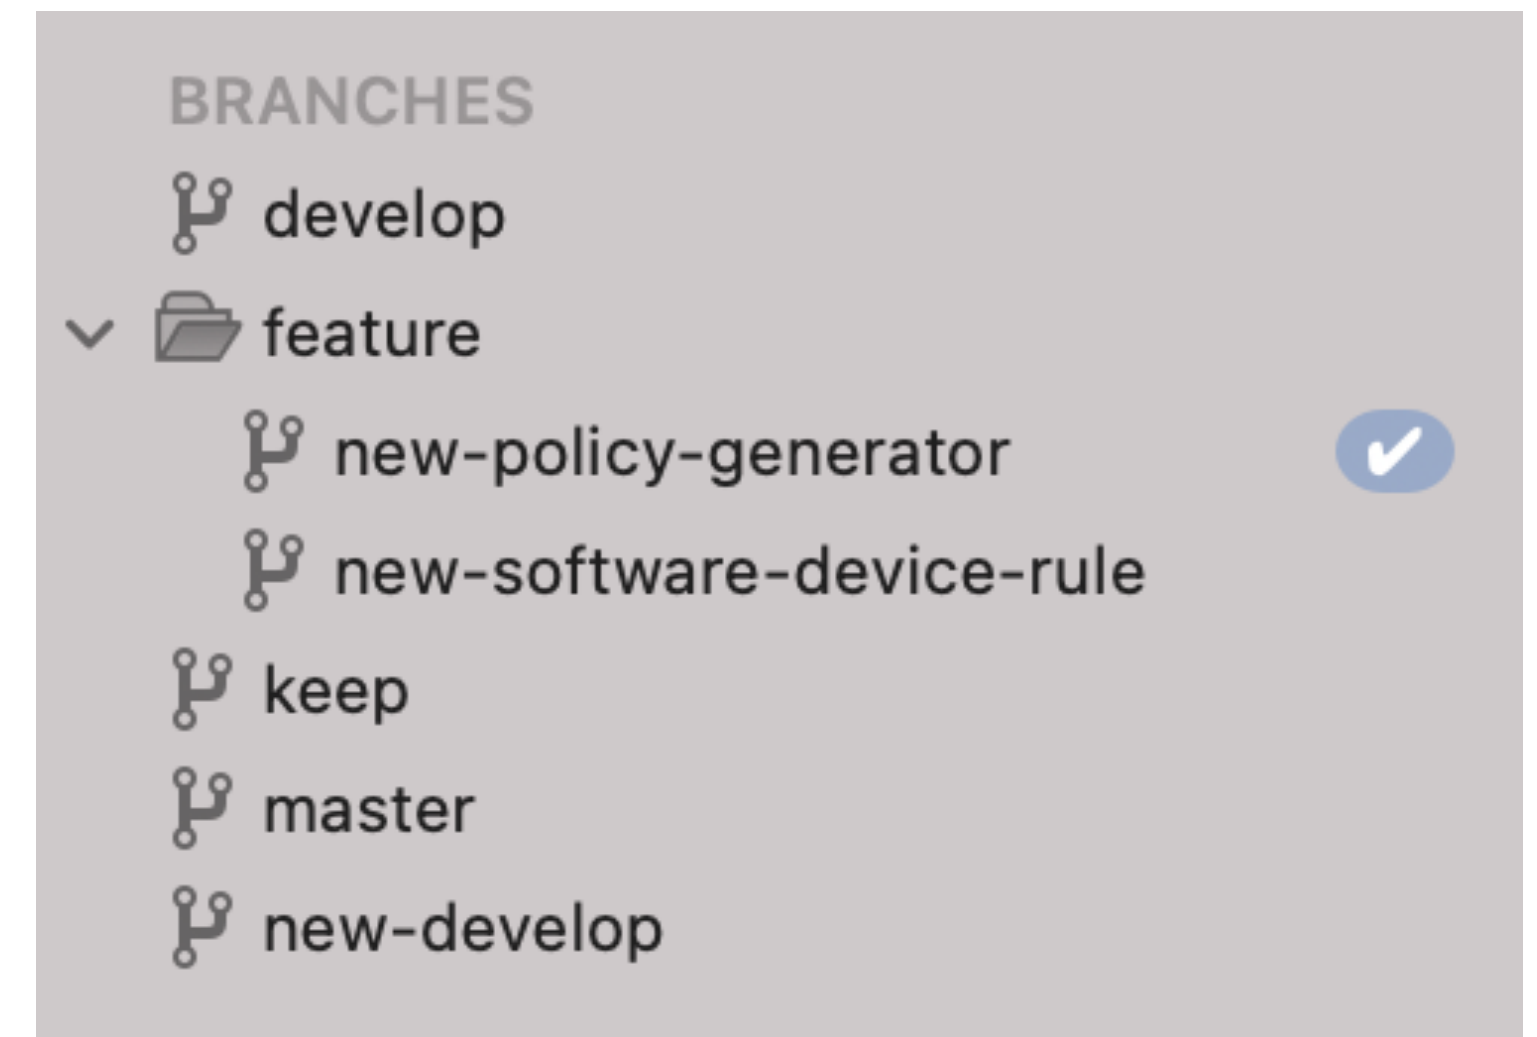 BRANCHES
develop
feature
new-policy-generator
new-software-device-rule
keep
master
new-develop